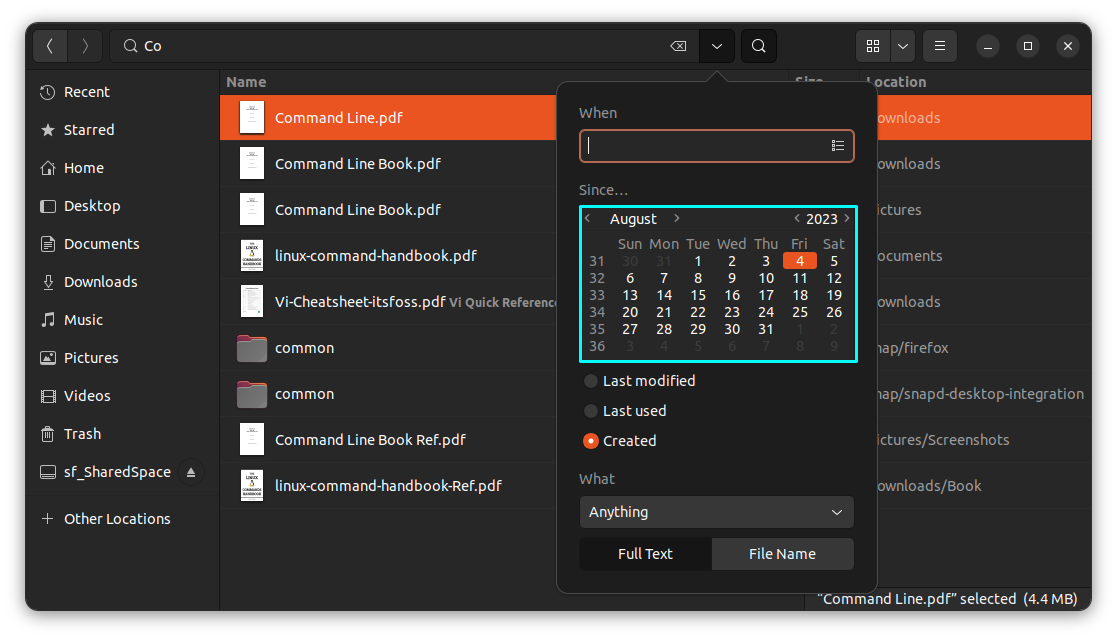 Co
Recent
Starred
Home
Desktop
Documents
Downloads
Music
Pictures
Videos
Trash
sf_SharedSpace
Other Locations
Name Size Location
Command Line.pdf ownloads
Command Line Book.pdf ownloads
Command Line Book.pdf ictures
linux-command-handbook.pdf ocuments
Vi-Cheatsheet-itsfoss.pdf Vi Quick Reference ownloads
common nap/firefox
common nap/snapd-desktop-integration
Command Line Book Ref.pdf ictures/Screenshots
linux-command-handbook-Ref.pdf ownloads/Book
When
Since…
August 2023
Sun Mon Tue Wed Thu Fri Sat
31 30 31 1 2 3 4 5
32 6 7 8 9 10 11 12
33 13 14 15 16 17 18 19
34 20 21 22 23 24 25 26
35 27 28 29 30 31 1 2
36 3 4 5 6 7 8 9
Last modified
Last used
Created
What
Anything
Full Text File Name
“Command Line.pdf” selected (4.4 MB)